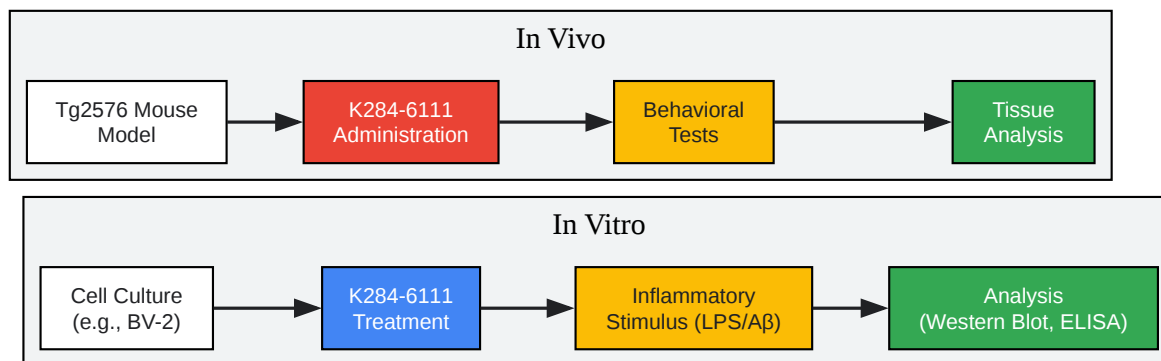 In Vivo
Tg2576 Mouse
Model
K284-6111
Administration
Behavioral
Tests
Tissue
Analysis
In Vitro
Cell Culture
(e.g., BV-2)
K284-6111
Treatment
Inflammatory
Stimulus (LPS/Aβ)
Analysis
(Western Blot, ELISA)